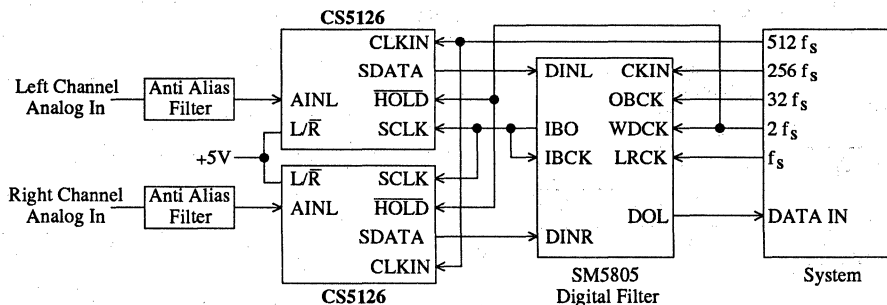 CS5126
CLKIN
SDATA
AINL
HOLD
L/R
SCLK
Left Channel
Analog In
Anti Alias
Filter
+5V
Right Channel
Analog In
Anti Alias
Filter
L/R
SCLK
AINL
HOLD
SDATA
CLKIN
CS5126
DINL
CKIN
OBCK
IBO
WDCK
IBCK
LRCK
DOL
DINR
SM5805
Digital Filter
512 fs
256 fs
32 fs
2 fs
fs
DATA IN
System